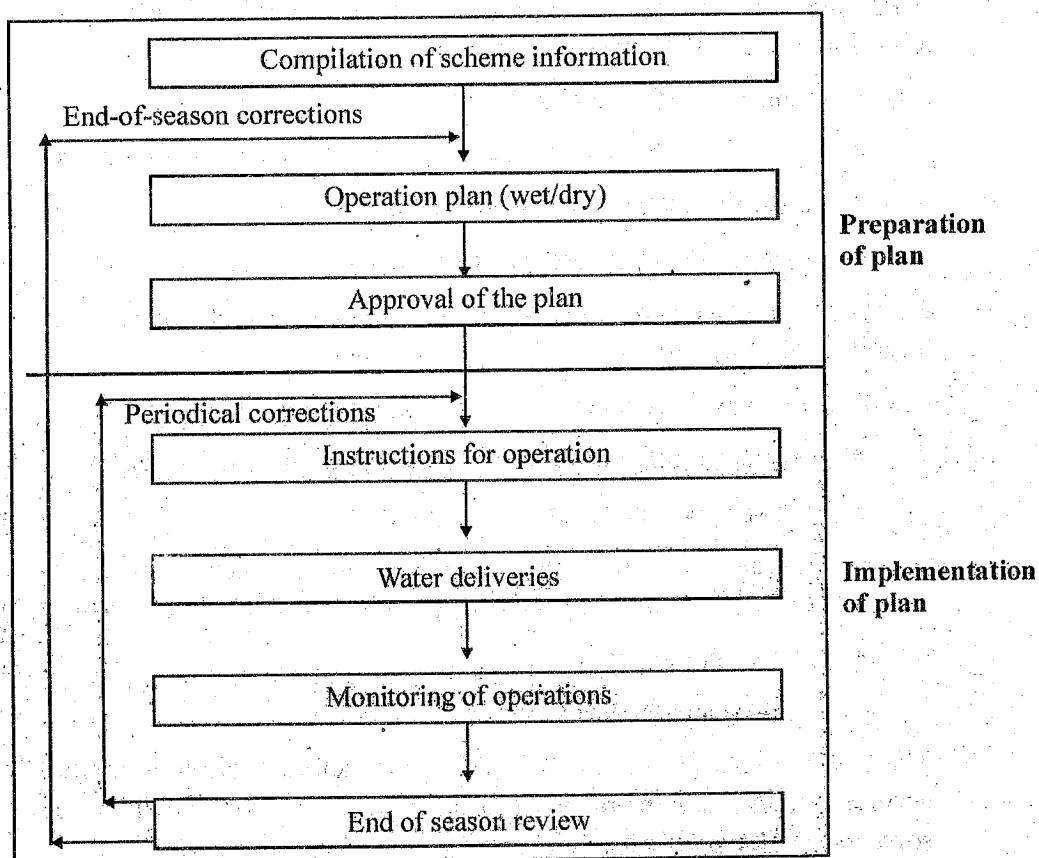 Compilation of scheme information
End-of-season corrections
Operation plan (wet/dry)
Preparation
of plan
Approval of the plan
Periodical corrections
Instructions for operation
Water deliveries
Implementation
of plan
Monitoring of operations
End of season review